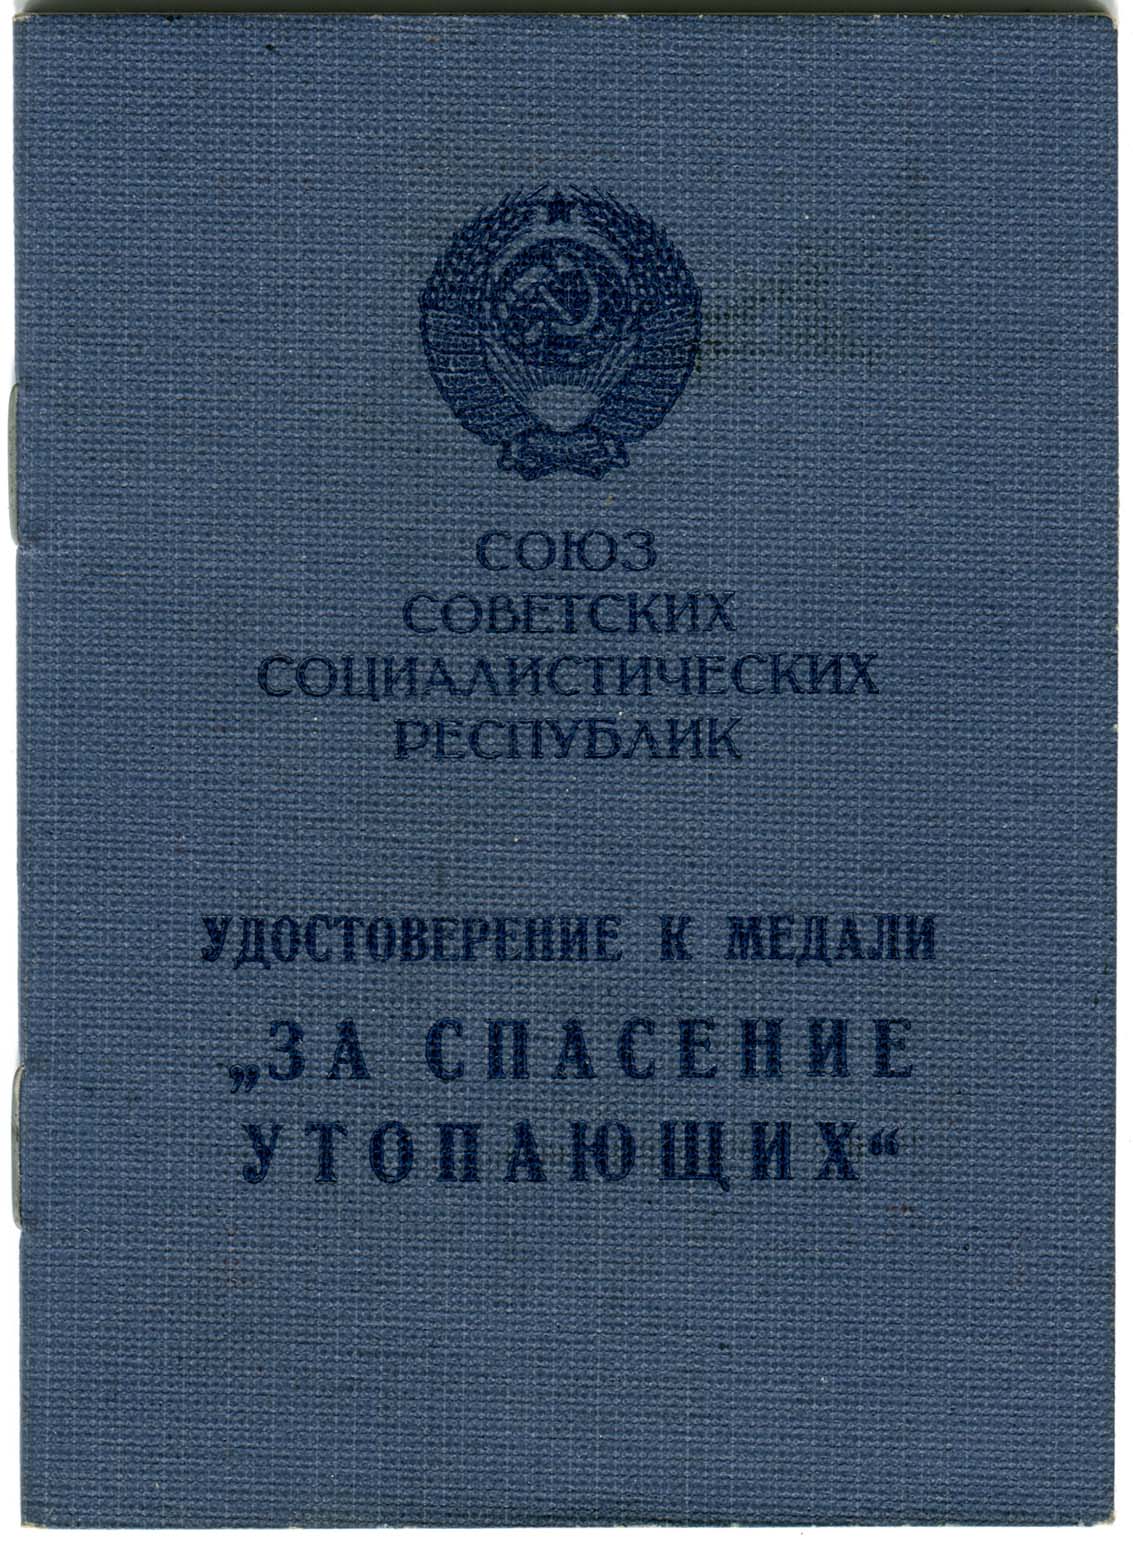 СОЮЗ
СОВЕТСКИХ
СОЦИАЛИСТИЧЕСКИХ
РЕСПУБЛИК
УДОСТОВЕРЕНИЕ К МЕДАЛИ
„ЗА СПАСЕНИЕ
УТОПАЮЩИХ“